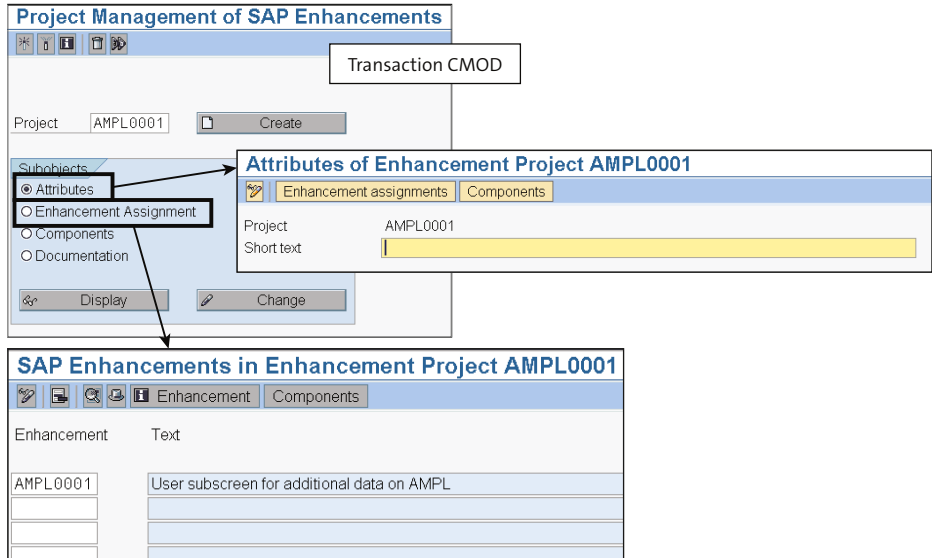 Project Management of SAP Enhancements
Transaction CMOD
Project AMPL0001 Create
Subobjects
Attributes
Enhancement Assignment
Components
Documentation
Display Change
Attributes of Enhancement Project AMPL0001
Enhancement assignments Components
Project AMPL0001
Short text
SAP Enhancements in Enhancement Project AMPL0001
Enhancement Components
Enhancement Text
AMPL0001 User subscreen for additional data on AMPL